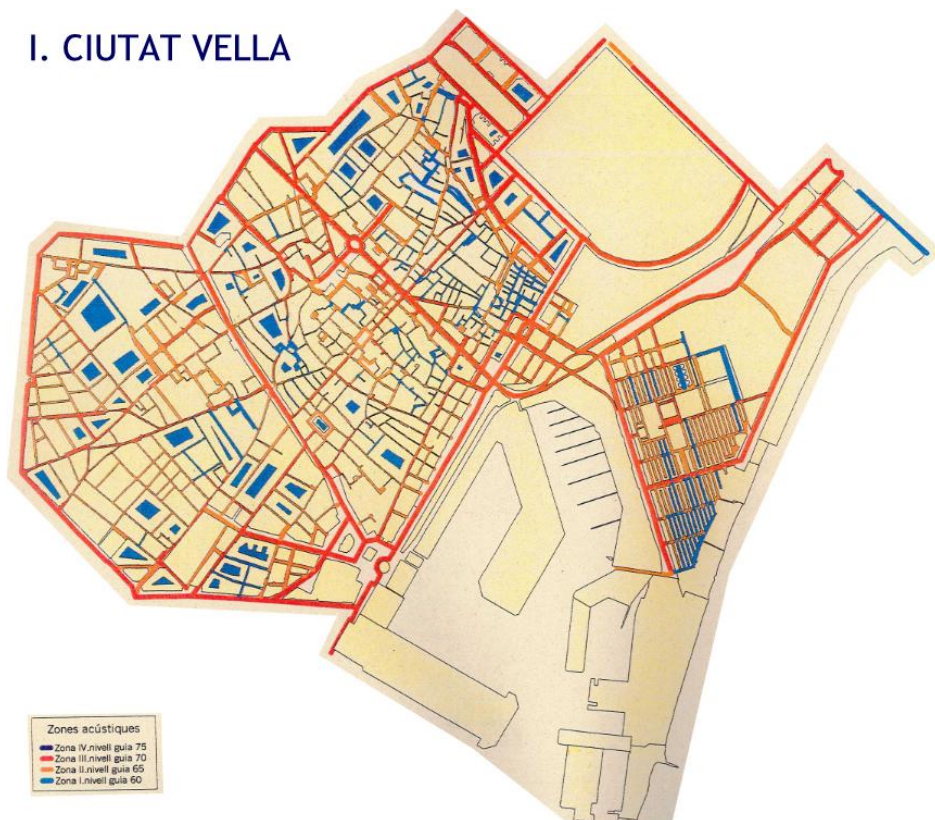 I. CIUTAT VELLA
Zones acústiques
Zona IV.nivell guia 75
Zona III.nivell guia 70
Zona II.nivell guia 65
Zona I.nivell guia 60